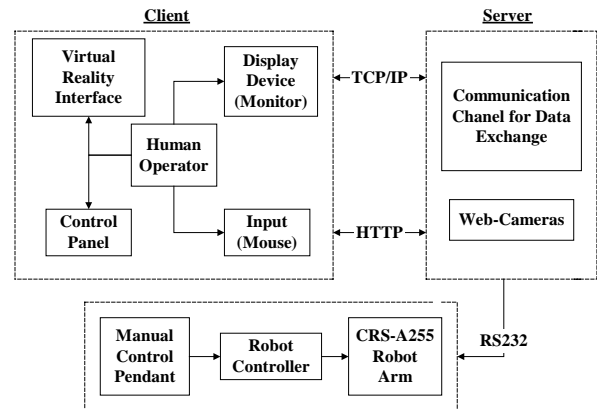 Client
Server
Virtual
Reality
Interface
Display
Device
(Monitor)
Human
Operator
Control
Panel
Input
(Mouse)
TCP/IP
HTTP
Communication
Chanel for Data
Exchange
Web-Cameras
RS232
Manual
Control
Pendant
Robot
Controller
CRS-A255
Robot
Arm